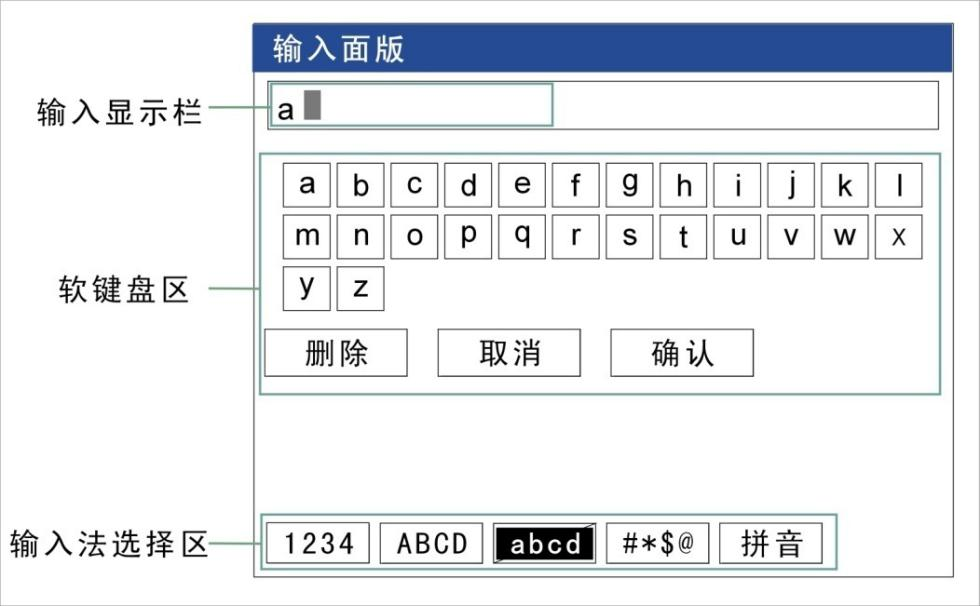 输入面版
输入显示栏
a
a b c d e f g h i j k l
m n o p q r s t u v w x
y z
软键盘区
删除 取消 确认
输入法选择区
1234 ABCD abcd #*$@ 拼音